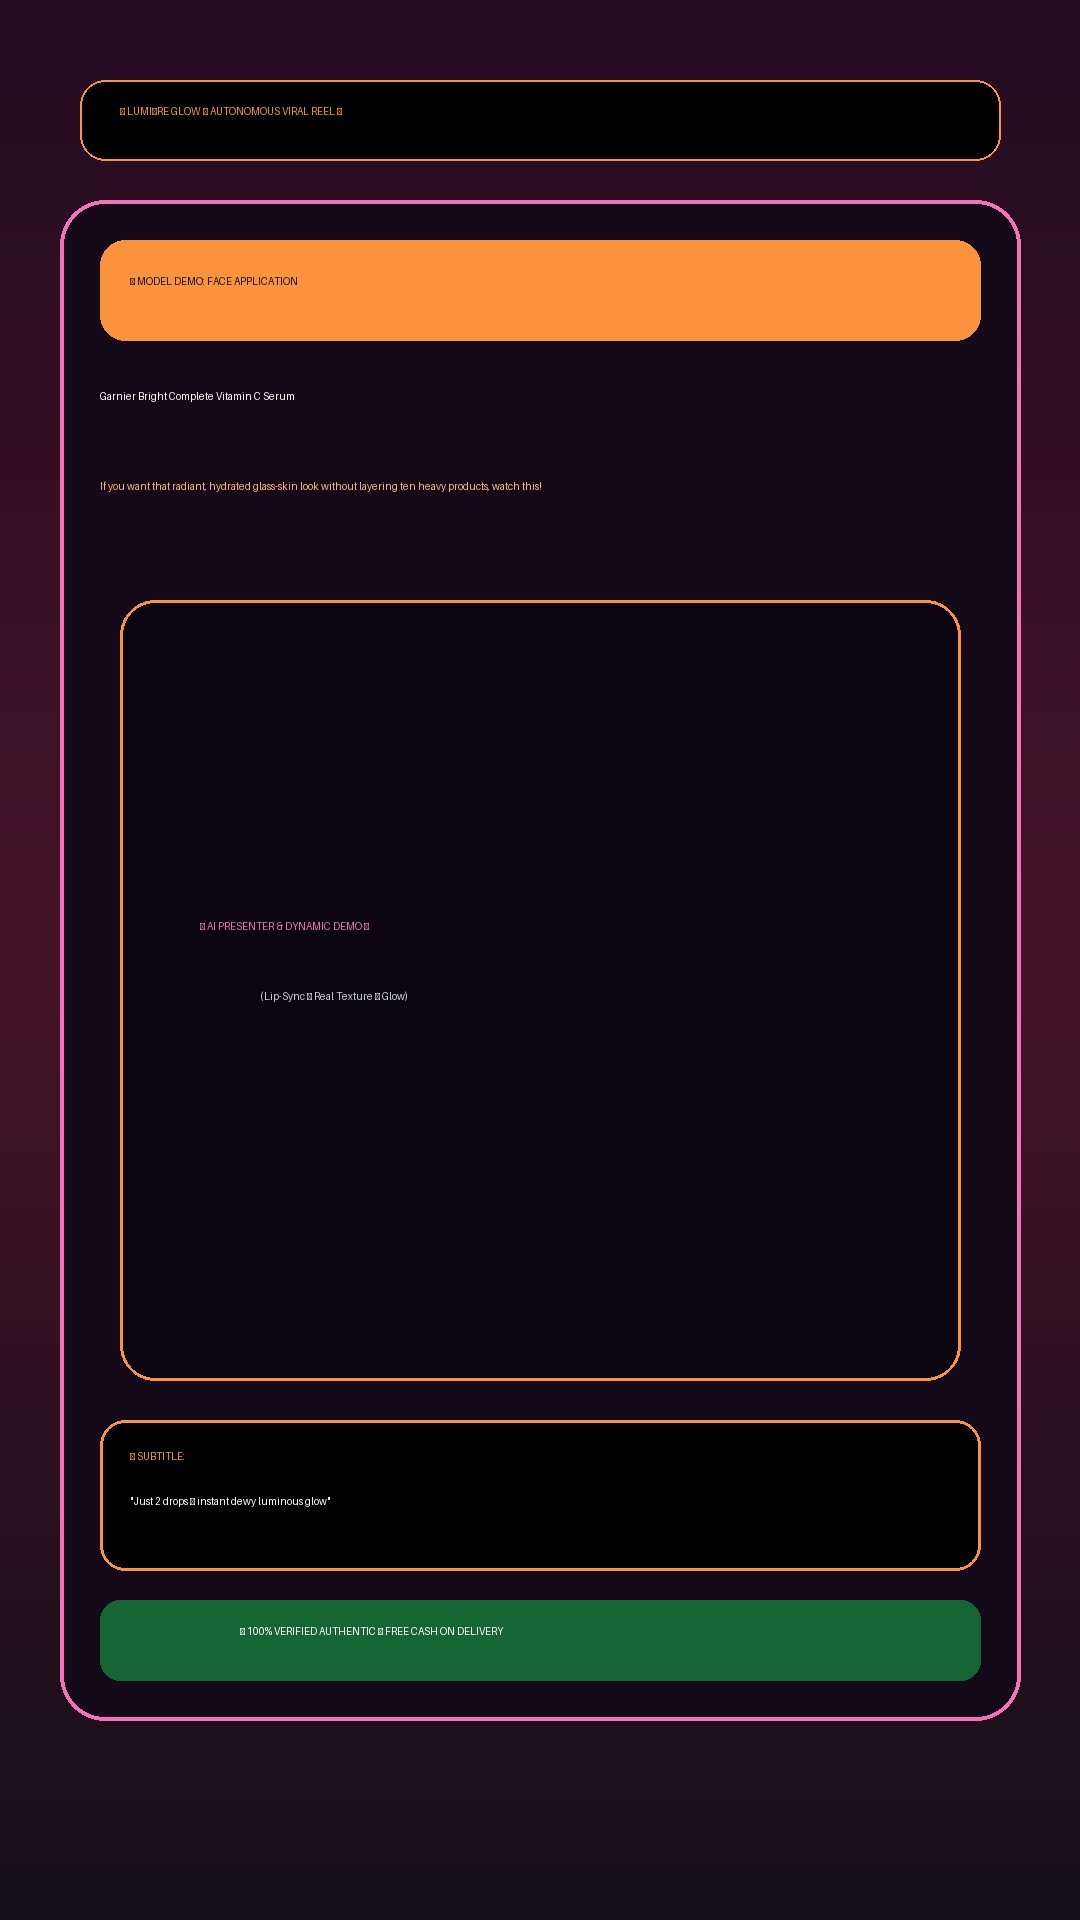 ▯ LUMI▯RE GLOW ▯ AUTONOMOUS VIRAL REEL ▯
▯ MODEL DEMO: FACE APPLICATION
Garnier Bright Complete Vitamin C Serum
If you want that radiant, hydrated glass-skin look without layering ten heavy products, watch this!
▯ AI PRESENTER & DYNAMIC DEMO ▯
(Lip-Sync ▯ Real Texture ▯ Glow)
▯ SUBTITLE:
"Just 2 drops ▯ instant dewy luminous glow"
▯ 100% VERIFIED AUTHENTIC ▯ FREE CASH ON DELIVERY